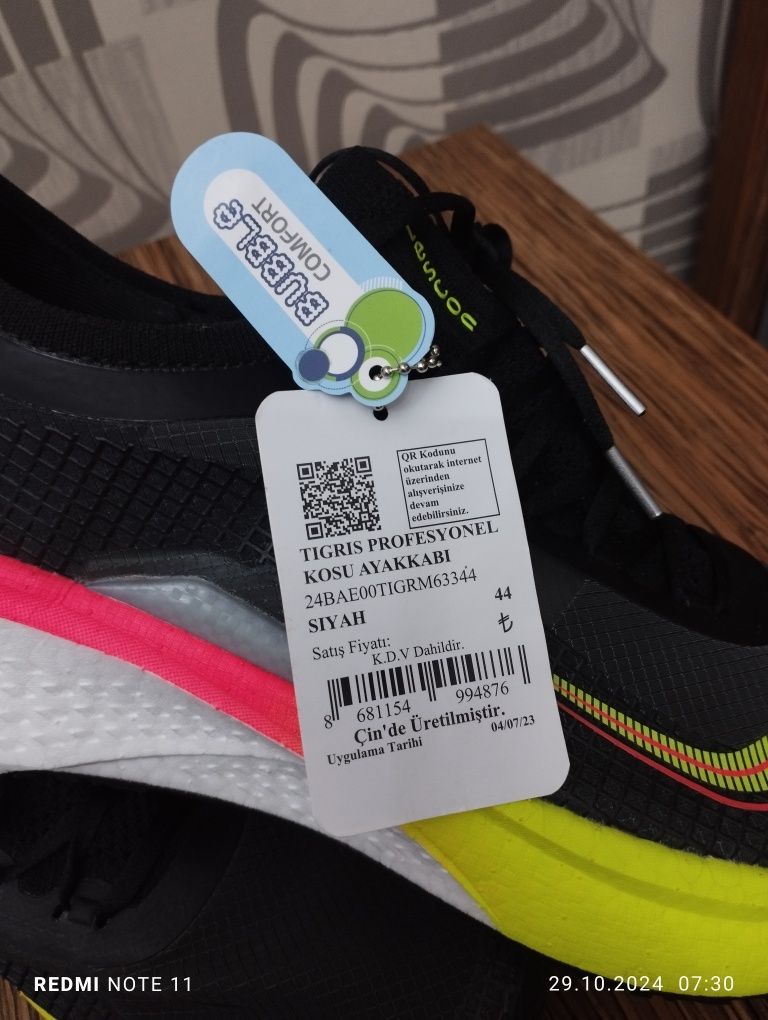 BUBBLE
COMFORT
uocsel
QR Kodunu
okutarak internet
üzerinden
alışverişinize
devam
edebilirsiniz.
TIGRIS PROFESYONEL
KOSU AYAKKABI
24BAE00TIGRM63344
SIYAH 44
Satış Fiyatı: ₺
K.D.V Dahildir.
8 681154 994876
Çin'de Üretilmiştir.
Uygulama Tarihi 04/07/23
REDMI NOTE 11
29.10.2024 07:30